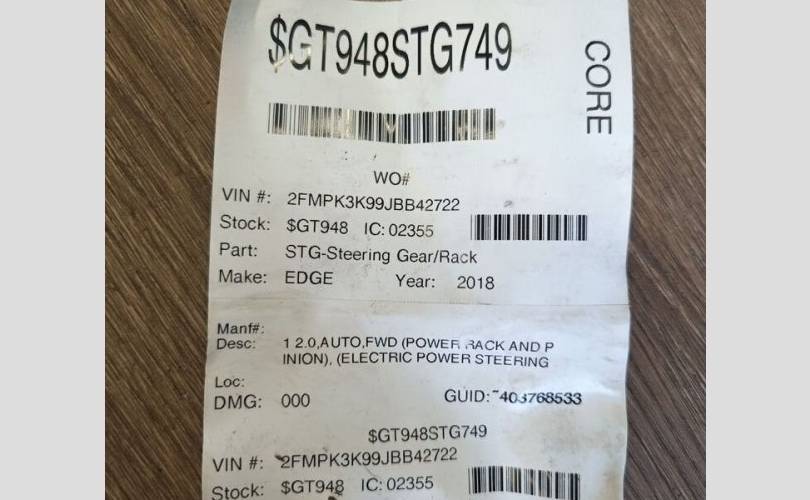 $GT948STG749
CORE
WO#
VIN #: 2FMPK3K99JBB42722
Stock: $GT948 IC: 02355
Part: STG-Steering Gear/Rack
Make: EDGE Year: 2018
Manf#:
Desc: 1 2.0,AUTO,FWD (POWER RACK AND P
INION), (ELECTRIC POWER STEERING
Loc:
DMG: 000 GUID: 403768533
$GT948STG749
VIN #: 2FMPK3K99JBB42722
Stock: $GT948 IC: 02355